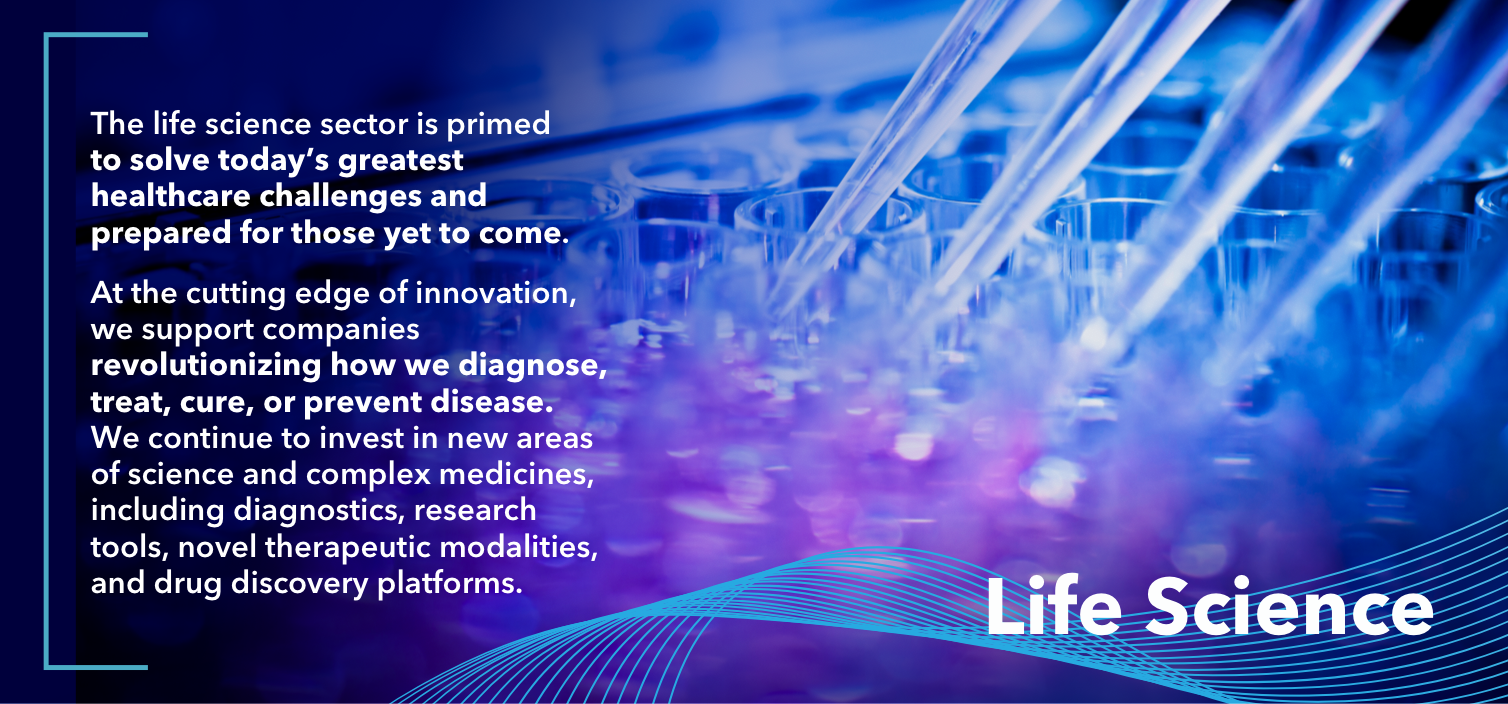 The life science sector is primed
to solve today’s greatest
healthcare challenges and
prepared for those yet to come.
At the cutting edge of innovation,
we support companies
revolutionizing how we diagnose,
treat, cure, or prevent disease.
We continue to invest in new areas
of science and complex medicines,
including diagnostics, research
tools, novel therapeutic modalities,
and drug discovery platforms.
Life Science